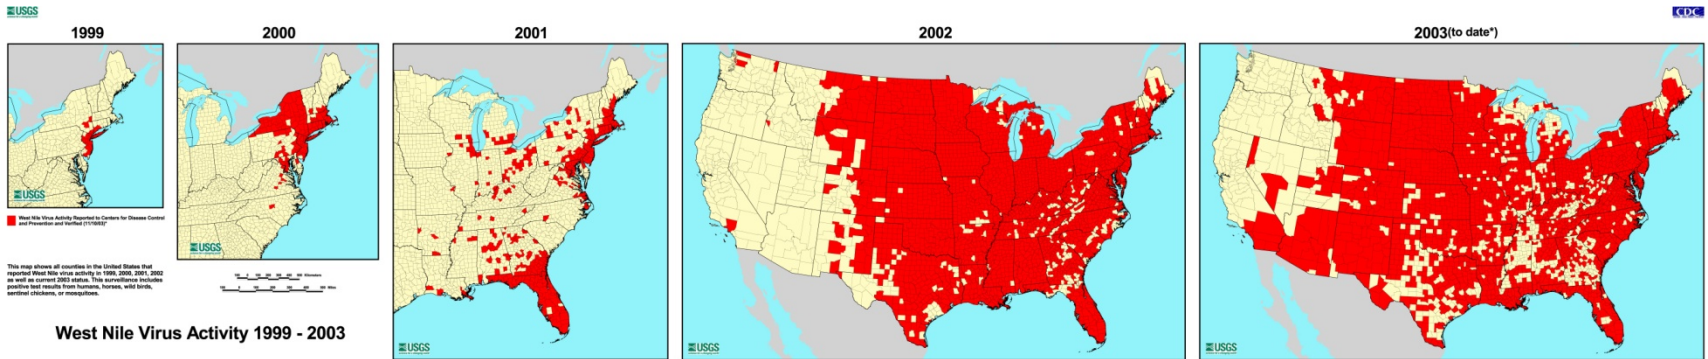 USGS
CDC
1999
2000
2001
2002
2003(to date*)
USGS
USGS
USGS
USGS
USGS
West Nile Virus Activity Reported to Centers for Disease Control
and Prevention and Verified (11/19/03)*
This map shows all counties in the United States that
reported West Nile virus activity in 1999, 2000, 2001, 2002
as well as current 2003 status. This surveillance includes
positive test results from humans, horses, wild birds,
sentinel chickens, or mosquitoes.
West Nile Virus Activity 1999 - 2003